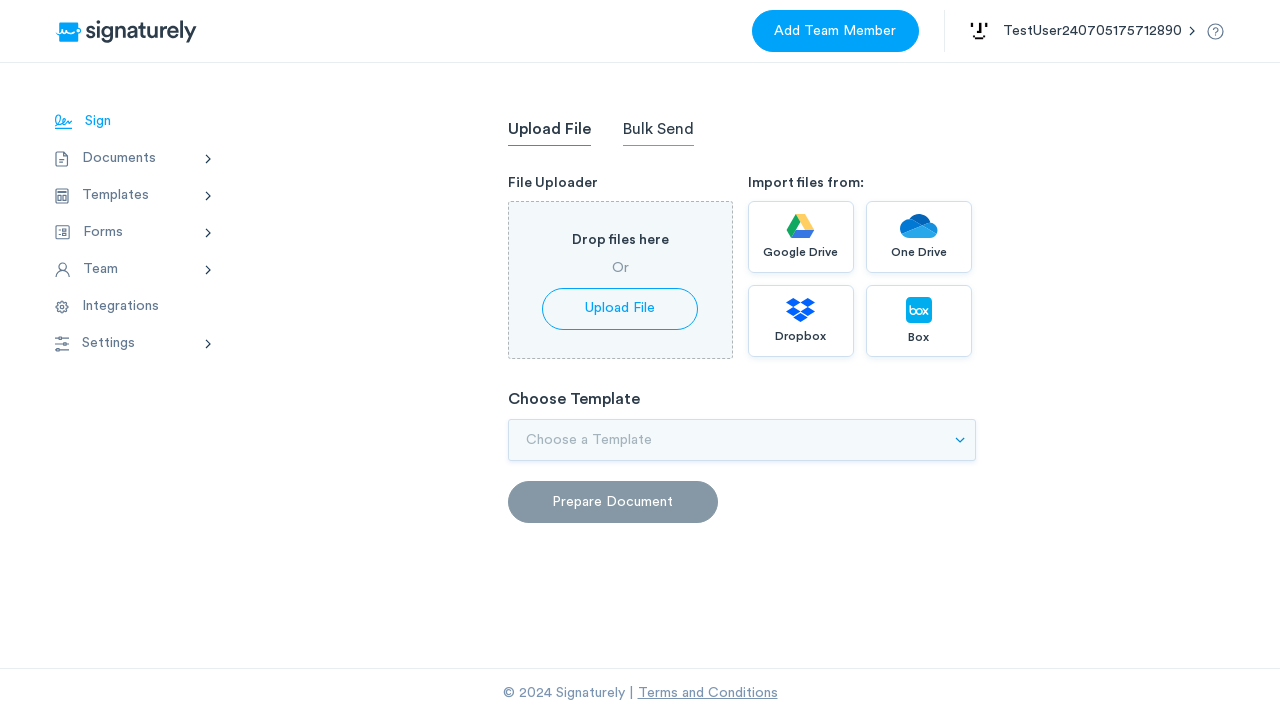 signaturely
Add Team Member
TestUser240705175712890
Sign
Documents
Templates
Forms
Team
Integrations
Settings
Upload File
Bulk Send
File Uploader
Drop files here
Or
Upload File
Import files from:
Google Drive
One Drive
Dropbox
box
Box
Choose Template
Choose a Template
Prepare Document
© 2024 Signaturely | Terms and Conditions